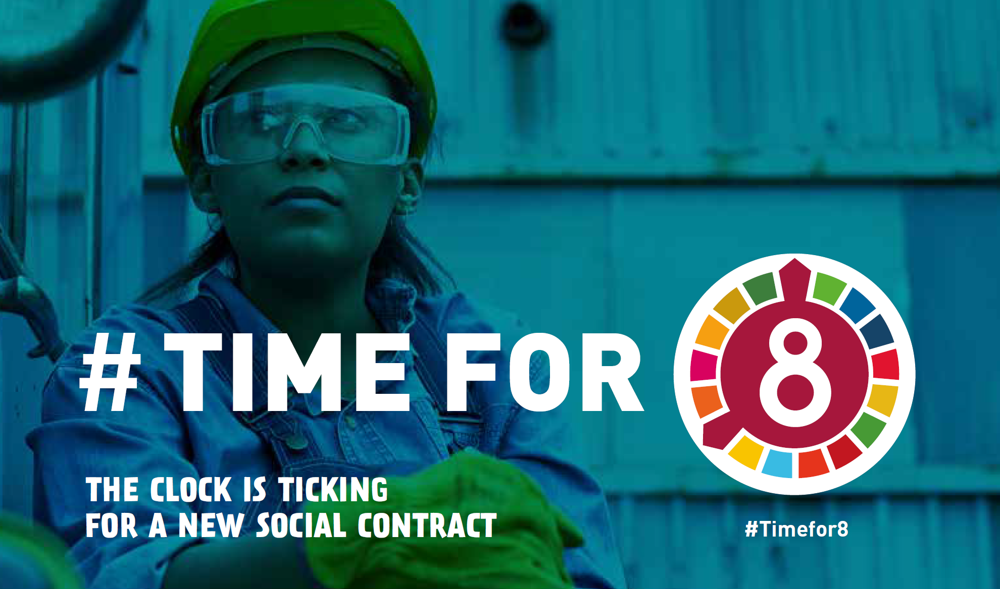 # TIME FOR 8
THE CLOCK IS TICKING
FOR A NEW SOCIAL CONTRACT
#Timefor8